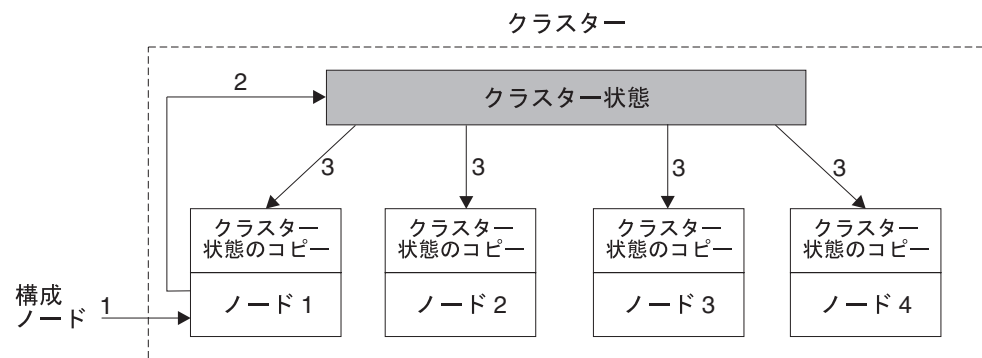 クラスター
2
クラスター状態
3
3
3
3
クラスター
状態のコピー
クラスター
状態のコピー
クラスター
状態のコピー
クラスター
状態のコピー
構成
ノード
1
ノード 1
ノード 2
ノード 3
ノード 4